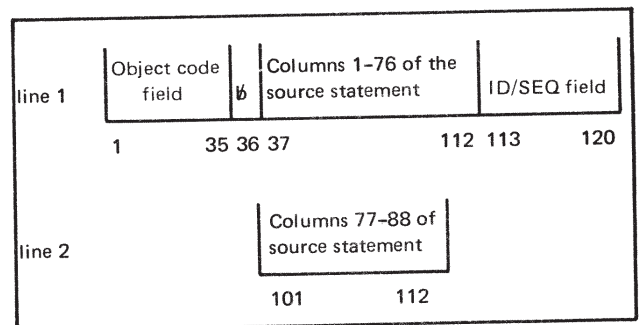 Object code field
b
Columns 1-76 of the source statement
ID/SEQ field
line 1
1 35 36 37 112 113 120
Columns 77-88 of source statement
line 2
101 112